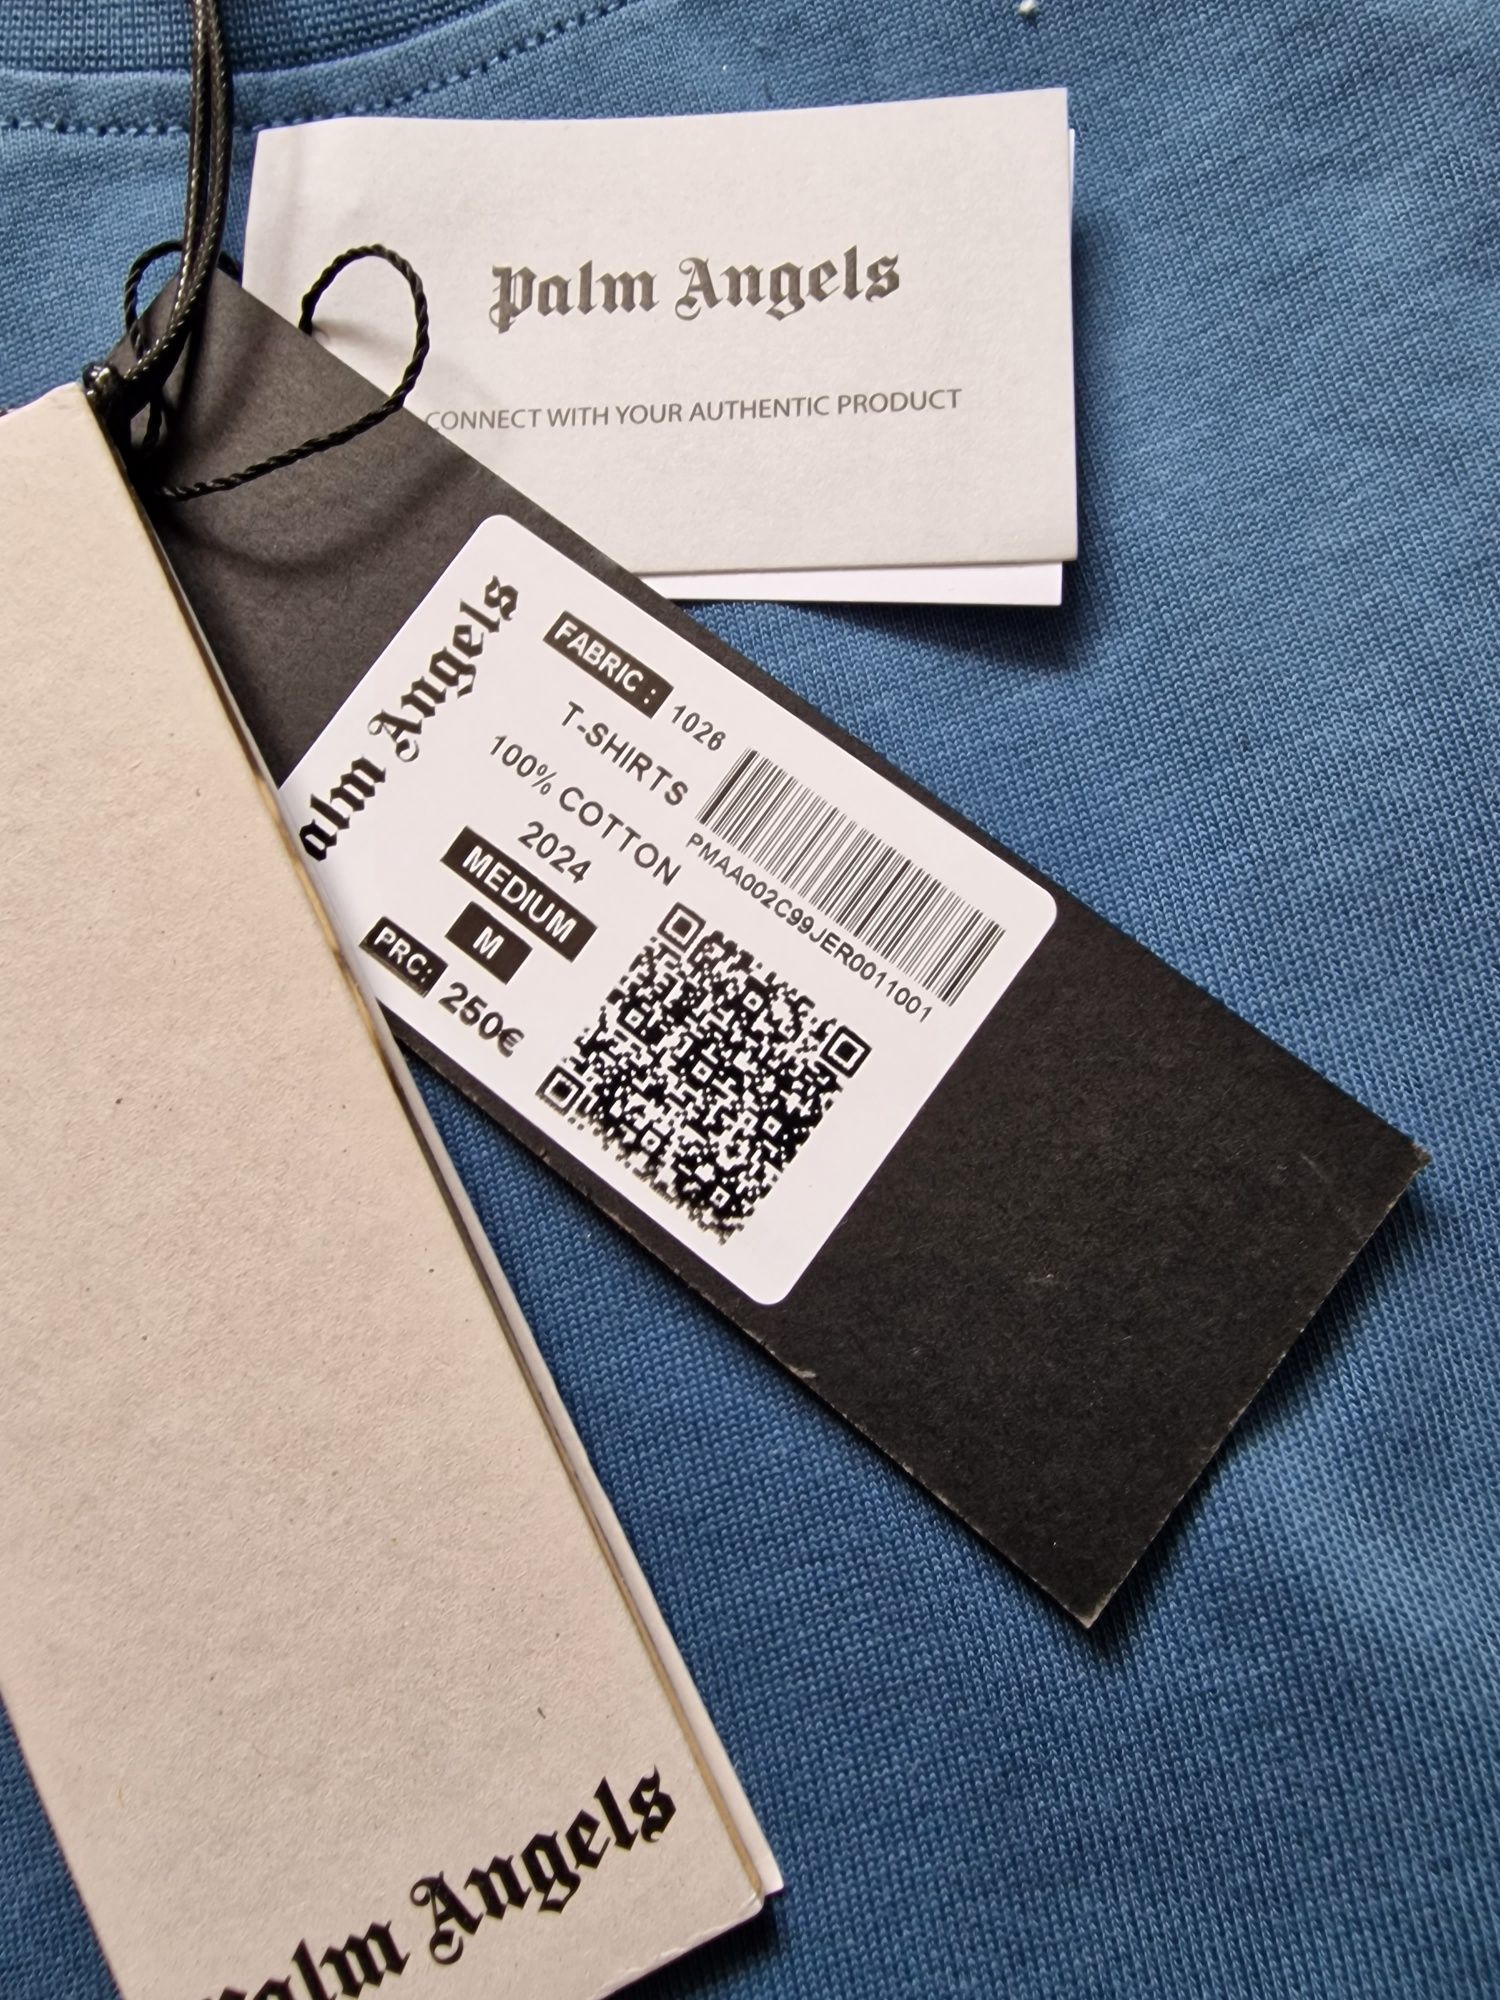 Palm Angels
CONNECT WITH YOUR AUTHENTIC PRODUCT
alm Angels
FABRIC : 1026
T-SHIRTS
100% COTTON
2024
MEDIUM
M
PRC: 250€
PMAA002C99JER0011001
Palm Angels